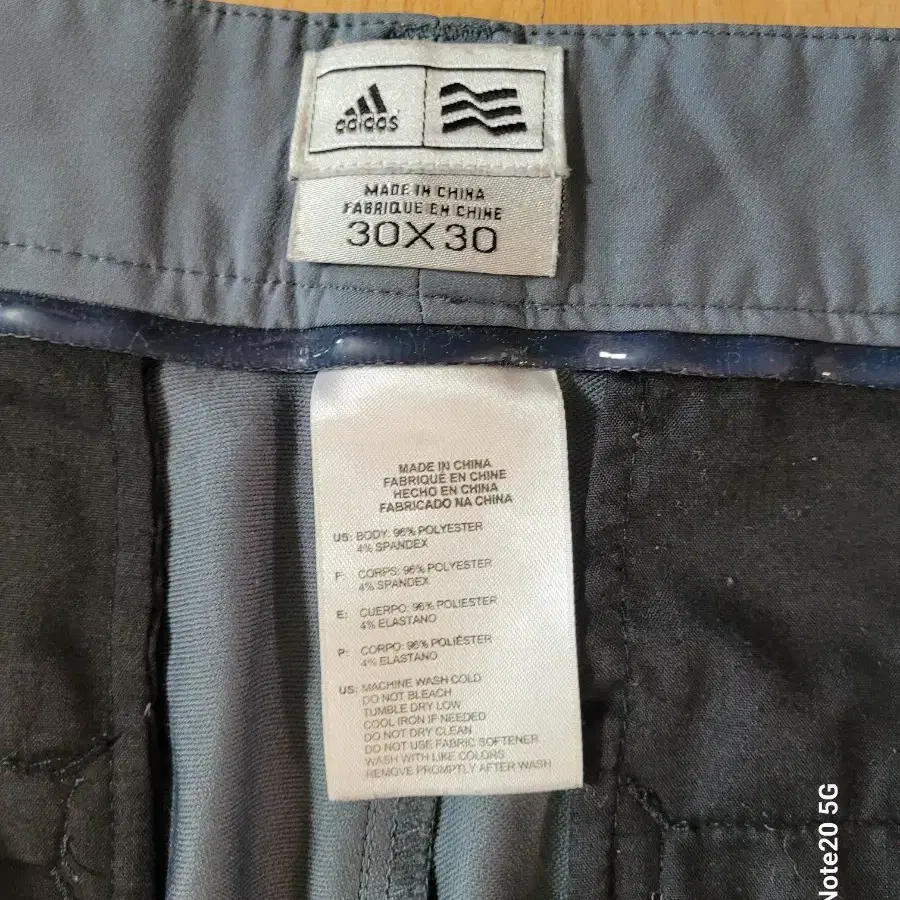 adidas
MADE IN CHINA
FABRIQUE EN CHINE
30X30
MADE IN CHINA
FABRIQUÉ EN CHINE
HECHO EN CHINA
FABRICADO NA CHINA
US: BODY: 96% POLYESTER
4% SPANDEX
F: CORPS: 96% POLYESTER
4% SPANDEX
E: CUERPO: 96% POLIESTER
4% ELASTANO
P: CORPO: 96% POLIÉSTER
4% ELASTANO
US: MACHINE WASH COLD
DO NOT BLEACH
TUMBLE DRY LOW
COOL IRON IF NEEDED
DO NOT DRY CLEAN
DO NOT USE FABRIC SOFTENER
WASH WITH LIKE COLORS
REMOVE PROMPTLY AFTER WASH
Note20 5G